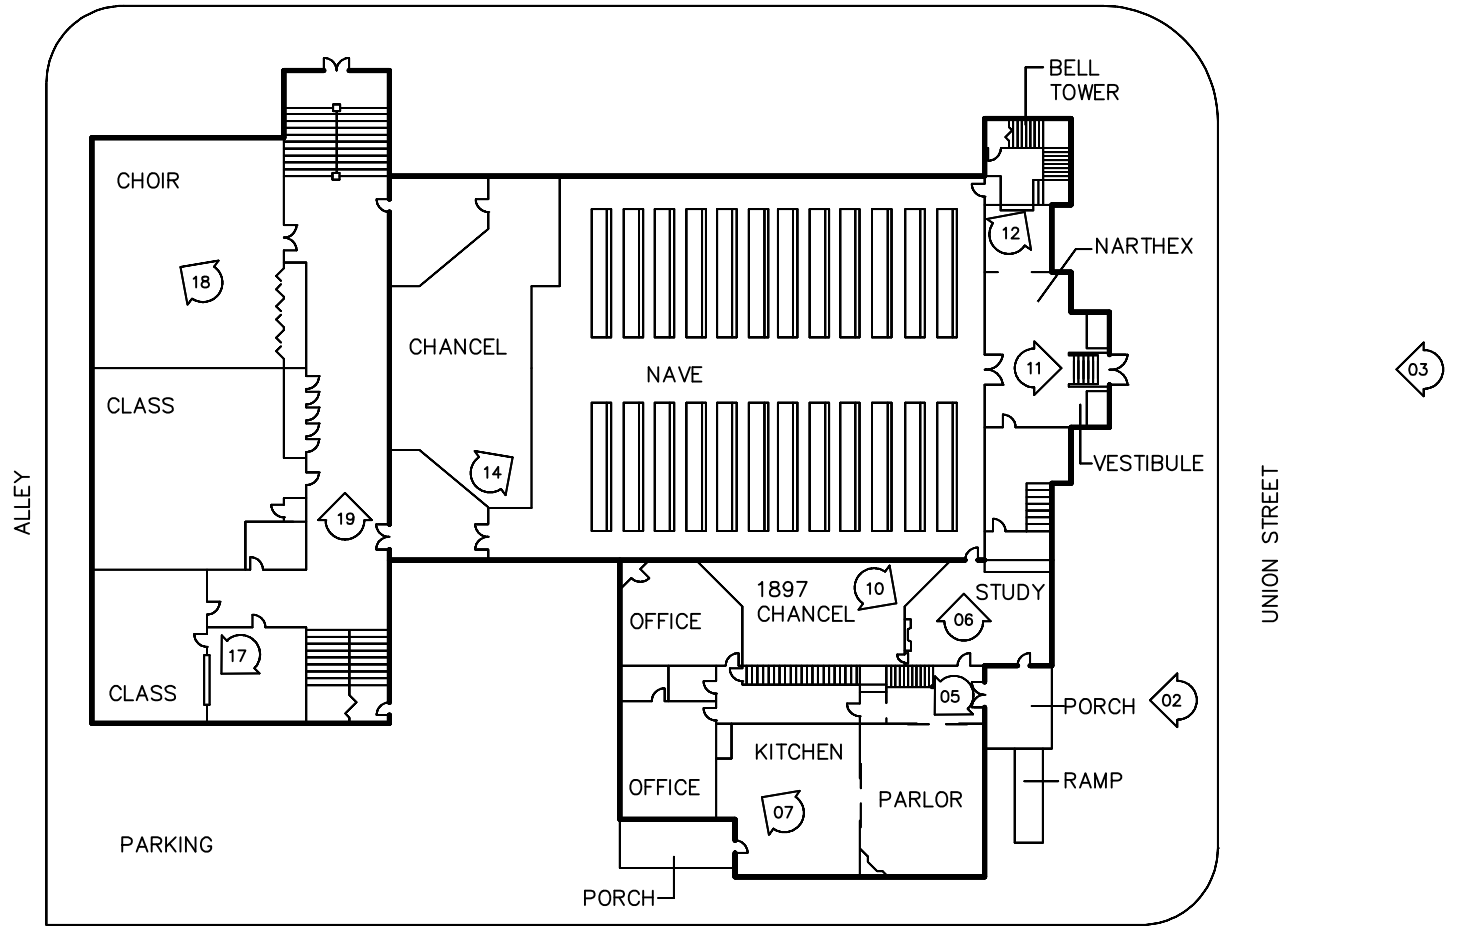 BELL
TOWER
CHOIR
12
NARTHEX
18
CHANCEL
NAVE
11
03
CLASS
VESTIBULE
14
ALLEY
19
UNION STREET
1897
CHANCEL
10
STUDY
OFFICE
06
17
CLASS
05
PORCH
02
KITCHEN
RAMP
OFFICE
PARLOR
07
PARKING
PORCH